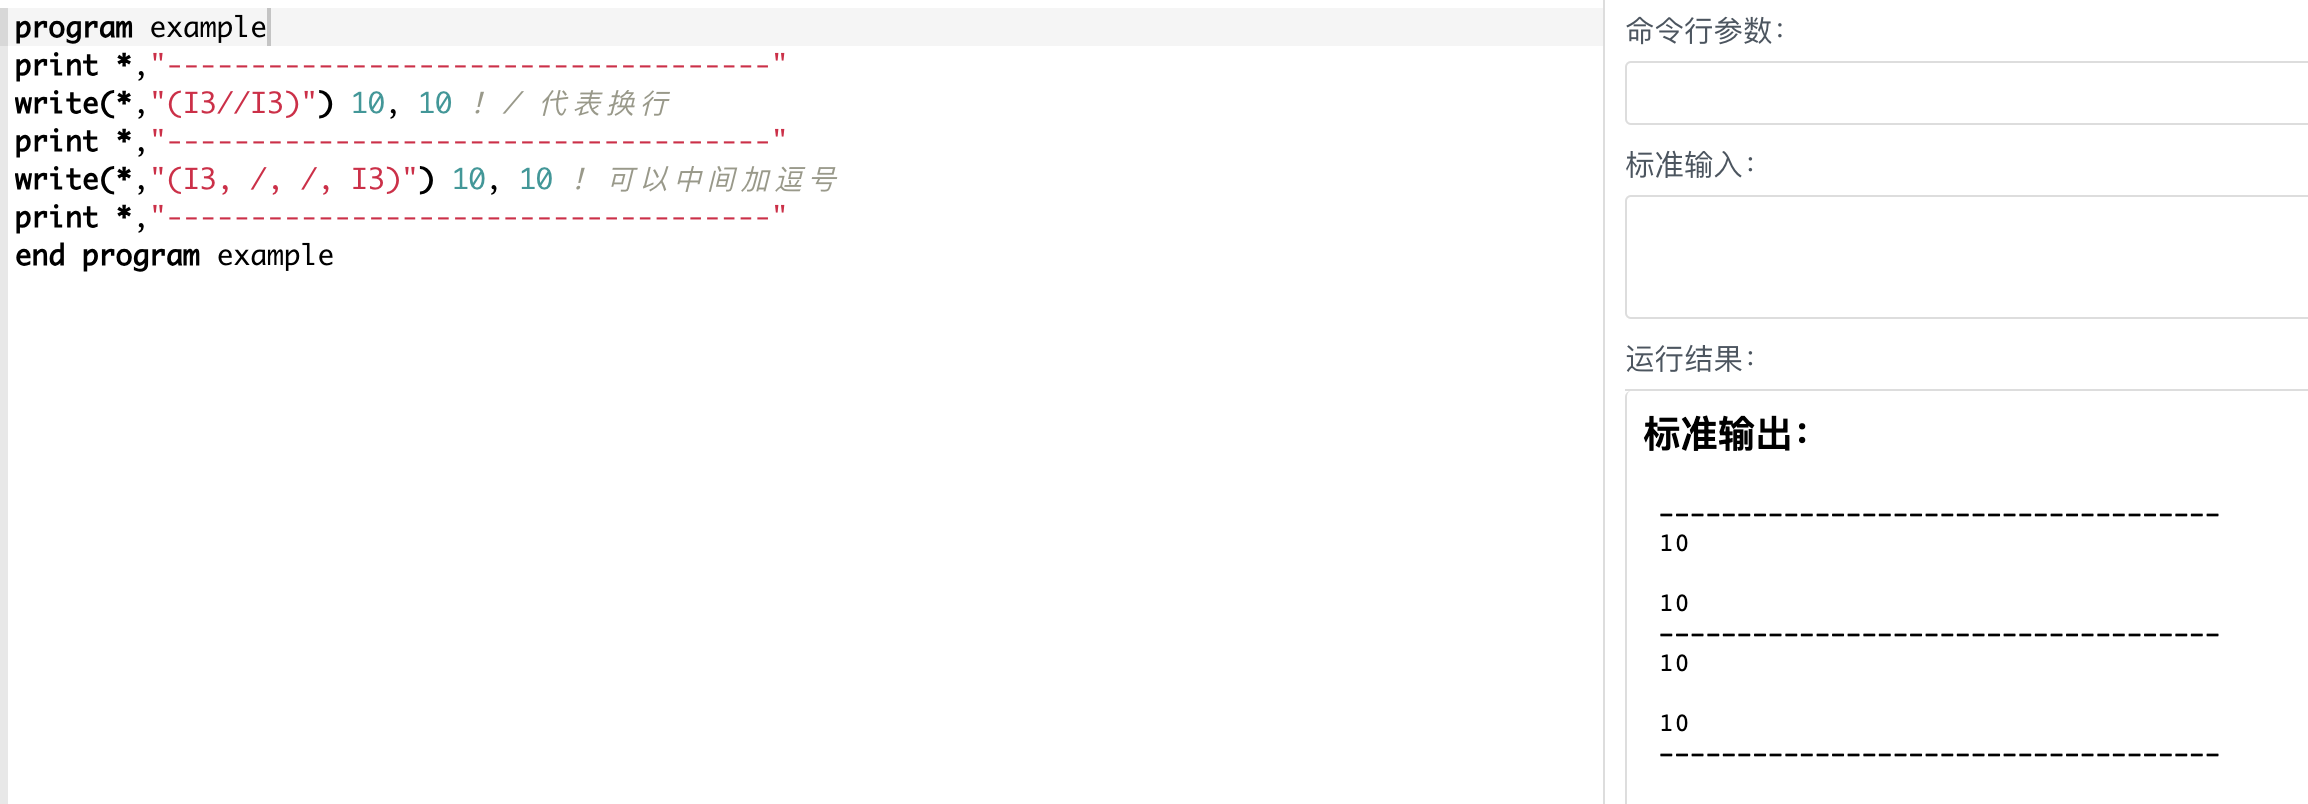 program example
print *,"------------------------------------"
write(*,"(I3//I3)") 10, 10 ! / 代表换行
print *,"------------------------------------"
write(*,"(I3, /, /, I3)") 10, 10 ! 可以中间加逗号
print *,"------------------------------------"
end program example
命令行参数：
标准输入：
运行结果：
标准输出：
------------------------------------
10
10
------------------------------------
10
10
------------------------------------